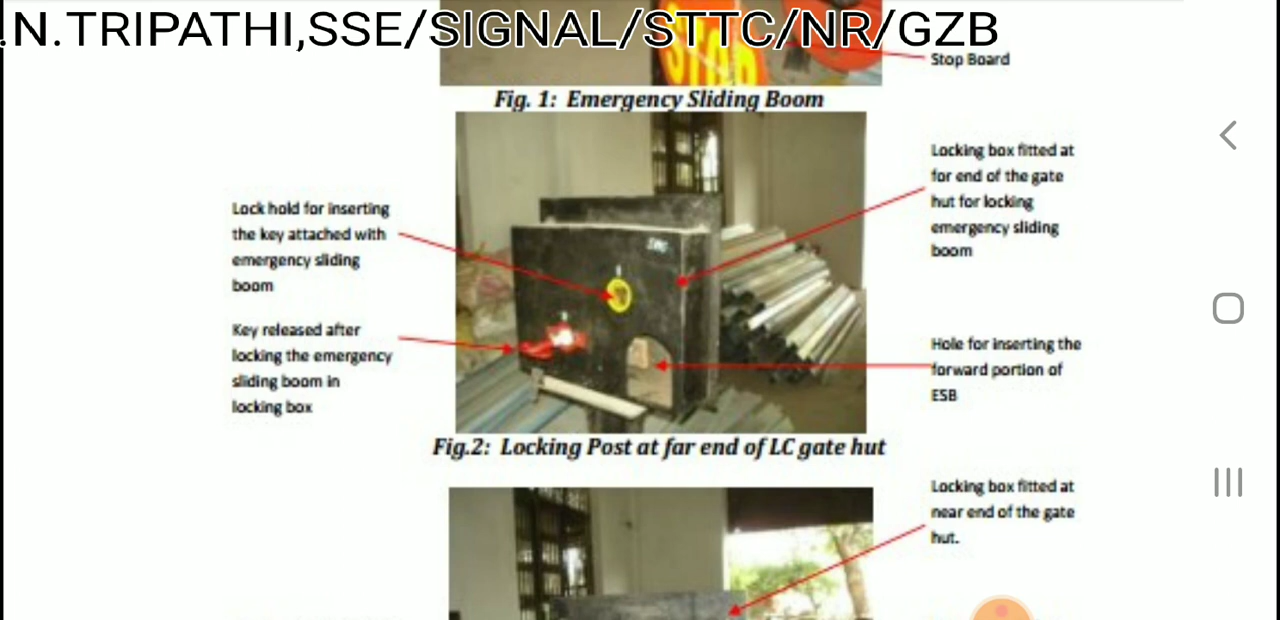 .N.TRIPATHI,SSE/SIGNAL/STTC/NR/GZB
STOP
Stop Board
Fig. 1: Emergency Sliding Boom
Locking box fitted at
for end of the gate
hut for locking
emergency sliding
boom
Lock hold for inserting
the key attached with
emergency sliding
boom
Key released after
locking the emergency
sliding boom in
locking box
Hole for inserting the
forward portion of
ESB
Fig.2: Locking Post at far end of LC gate hut
Locking box fitted at
near end of the gate
hut.